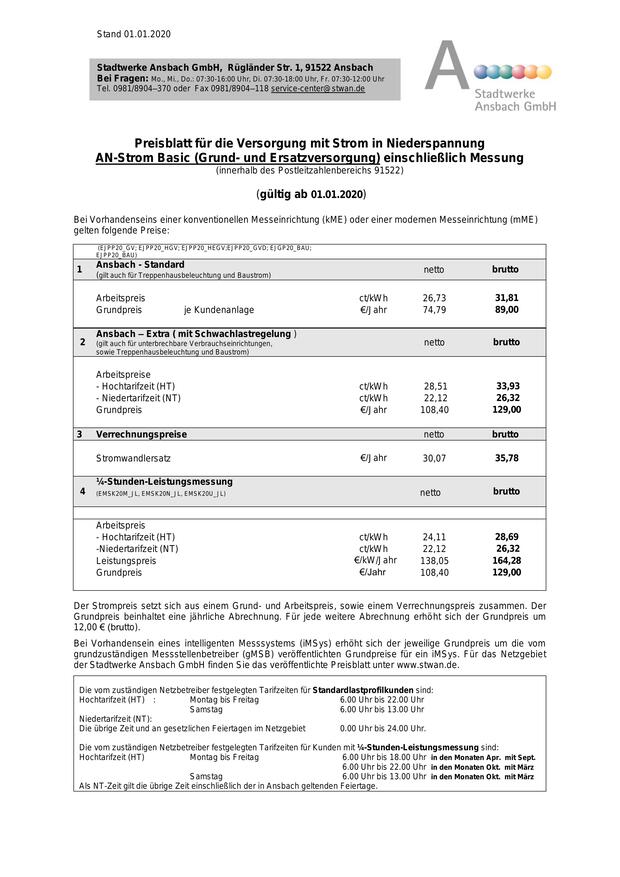 Stand 01.01.2020
Stadtwerke Ansbach GmbH, Rügländer Str. 1, 91522 Ansbach
Bei Fragen: Mo., Mi., Do.: 07:30-16:00 Uhr, Di. 07:30-18:00 Uhr, Fr. 07:30-12:00 Uhr
Tel. 0981/8904–370 oder Fax 0981/8904–118 service-center@stwan.de
A
Stadtwerke
Ansbach GmbH
Preisblatt für die Versorgung mit Strom in Niederspannung
AN-Strom Basic (Grund- und Ersatzversorgung) einschließlich Messung
(innerhalb des Postleitzahlenbereichs 91522)
(gültig ab 01.01.2020)
Bei Vorhandenseins einer konventionellen Messeinrichtung (kME) oder einer modernen Messeinrichtung (mME)
gelten folgende Preise:
(EJPP20_GV; EJPP20_HGV; EJPP20_HEGV;EJPP20_GVD; EJGP20_BAU;
EJPP20_BAU)
1 Ansbach - Standard netto brutto
(gilt auch für Treppenhausbeleuchtung und Baustrom)
Arbeitspreis ct/kWh 26,73 31,81
Grundpreis je Kundenanlage €/Jahr 74,79 89,00
2 Ansbach – Extra ( mit Schwachlastregelung ) netto brutto
(gilt auch für unterbrechbare Verbrauchseinrichtungen,
sowie Treppenhausbeleuchtung und Baustrom)
Arbeitspreise
- Hochtarifzeit (HT) ct/kWh 28,51 33,93
- Niedertarifzeit (NT) ct/kWh 22,12 26,32
Grundpreis €/Jahr 108,40 129,00
3 Verrechnungspreise netto brutto
Stromwandlersatz €/Jahr 30,07 35,78
4 ¼-Stunden-Leistungsmessung netto brutto
(EMSK20M_JL, EMSK20N_JL, EMSK20U_JL)
Arbeitspreis
- Hochtarifzeit (HT) ct/kWh 24,11 28,69
-Niedertarifzeit (NT) ct/kWh 22,12 26,32
Leistungspreis €/kW/Jahr 138,05 164,28
Grundpreis €/Jahr 108,40 129,00
Der Strompreis setzt sich aus einem Grund- und Arbeitspreis, sowie einem Verrechnungspreis zusammen. Der
Grundpreis beinhaltet eine jährliche Abrechnung. Für jede weitere Abrechnung erhöht sich der Grundpreis um
12,00 € (brutto).
Bei Vorhandensein eines intelligenten Messsystems (iMSys) erhöht sich der jeweilige Grundpreis um die vom
grundzuständigen Messstellenbetreiber (gMSB) veröffentlichten Grundpreise für ein iMSys. Für das Netzgebiet
der Stadtwerke Ansbach GmbH finden Sie das veröffentlichte Preisblatt unter www.stwan.de.
Die vom zuständigen Netzbetreiber festgelegten Tarifzeiten für Standardlastprofilkunden sind:
Hochtarifzeit (HT) : Montag bis Freitag 6.00 Uhr bis 22.00 Uhr
Samstag 6.00 Uhr bis 13.00 Uhr
Niedertarifzeit (NT):
Die übrige Zeit und an gesetzlichen Feiertagen im Netzgebiet 0.00 Uhr bis 24.00 Uhr.
Die vom zuständigen Netzbetreiber festgelegten Tarifzeiten für Kunden mit ¼-Stunden-Leistungsmessung sind:
Hochtarifzeit (HT) Montag bis Freitag 6.00 Uhr bis 18.00 Uhr in den Monaten Apr. mit Sept.
6.00 Uhr bis 22.00 Uhr in den Monaten Okt. mit März
Samstag 6.00 Uhr bis 13.00 Uhr in den Monaten Okt. mit März
Als NT-Zeit gilt die übrige Zeit einschließlich der in Ansbach geltenden Feiertage.